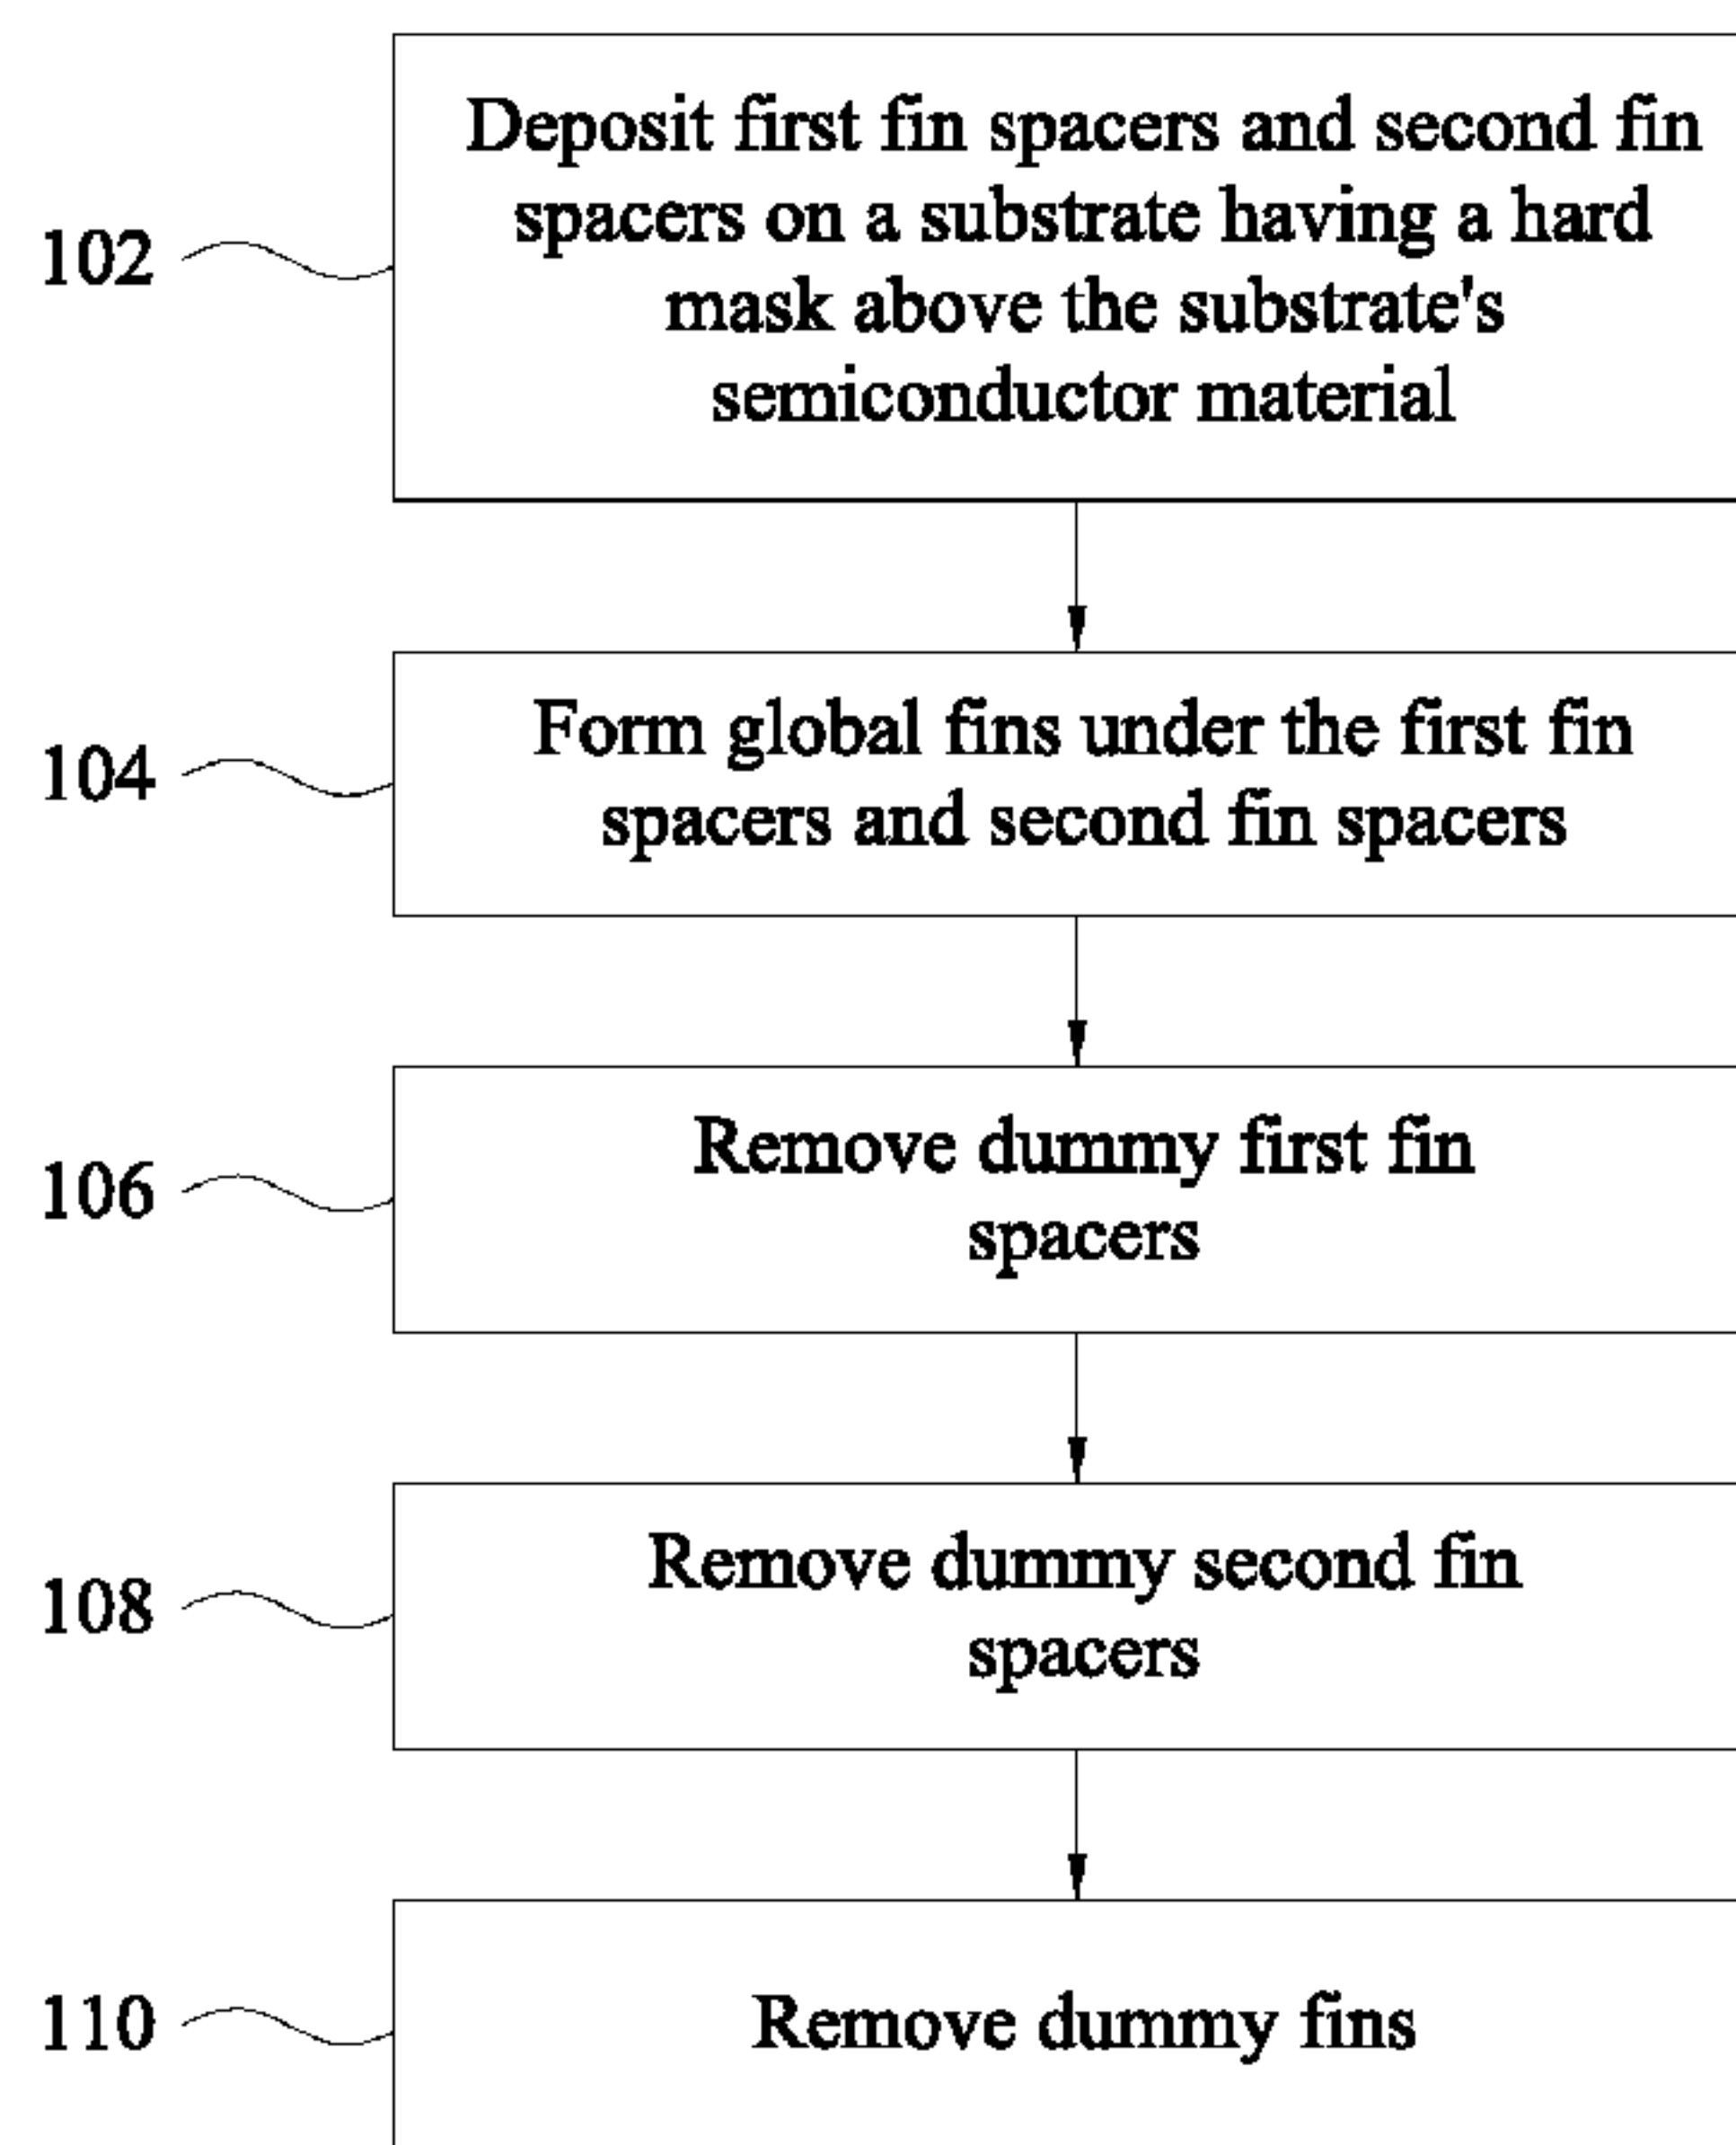 102
Deposit first fin spacers and second fin
spacers on a substrate having a hard
mask above the substrate's
semiconductor material
104
Form global fins under the first fin
spacers and second fin spacers
106
Remove dummy first fin
spacers
108
Remove dummy second fin
spacers
110
Remove dummy fins